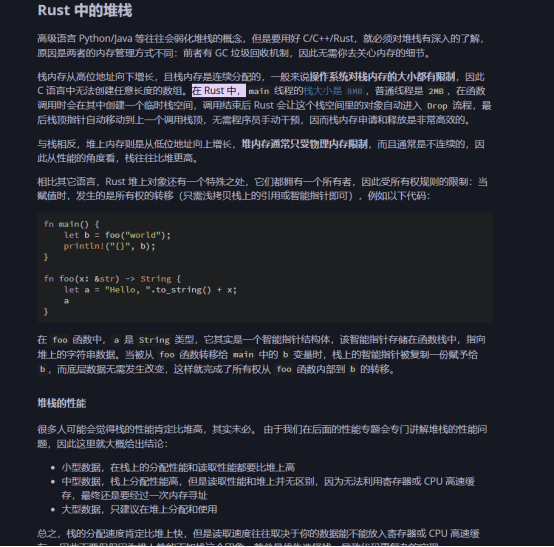 Rust 中的堆栈
高级语言 Python/Java 等往往会弱化堆栈的概念，但是要用好 C/C++/Rust，就必须对堆栈有深入的了解，
原因是两者的内存管理方式不同：前者有 GC 垃圾回收机制，因此无需你去关心内存的细节。
栈内存从高位地址向下增长，且栈内存是连续分配的，一般来说操作系统对栈内存的大小都有限制，因此
C 语言中无法创建任意长度的数组。在 Rust 中，main 线程的栈大小是 8MB，普通线程是 2MB，在函数
调用时会在其中创建一个临时栈空间，调用结束后 Rust 会让这个栈空间里的对象自动进入 Drop 流程，最
后栈顶指针自动移动到上一个调用栈顶，无需程序员手动干预，因而栈内存申请和释放是非常高效的。
与栈相反，堆上内存则是从低位地址向上增长，堆内存通常只受物理内存限制，而且通常是不连续的，因
此从性能的角度看，栈往往比堆更高。
相比其它语言，Rust 堆上对象还有一个特殊之处，它们都拥有一个所有者，因此受所有权规则的限制：当
赋值时，发生的是所有权的转移（只需浅拷贝栈上的引用或智能指针即可），例如以下代码：
fn main() {
let b = foo("world");
println!("{}", b);
}
fn foo(x: &str) -> String {
let a = "Hello, ".to_string() + x;
a
}
在 foo 函数中，a 是 String 类型，它其实是一个智能指针结构体，该智能指针存储在函数栈中，指向
堆上的字符串数据。当被从 foo 函数转移给 main 中的 b 变量时，栈上的智能指针被复制一份赋予给
b，而底层数据无需发生改变，这样就完成了所有权从 foo 函数内部到 b 的转移。
堆栈的性能
很多人可能会觉得栈的性能肯定比堆高，其实未必。 由于我们在后面的性能专题会专门讲解堆栈的性能问
题，因此这里就大概给出结论：
• 小型数据，在栈上的分配性能和读取性能都要比堆上高
• 中型数据，栈上分配性能高，但是读取性能和堆上并无区别，因为无法利用寄存器或 CPU 高速缓
存，最终还是要经过一次内存寻址
• 大型数据，只建议在堆上分配和使用
总之，栈的分配速度肯定比堆上快，但是读取速度往往取决于你的数据能不能放入寄存器或 CPU 高速缓